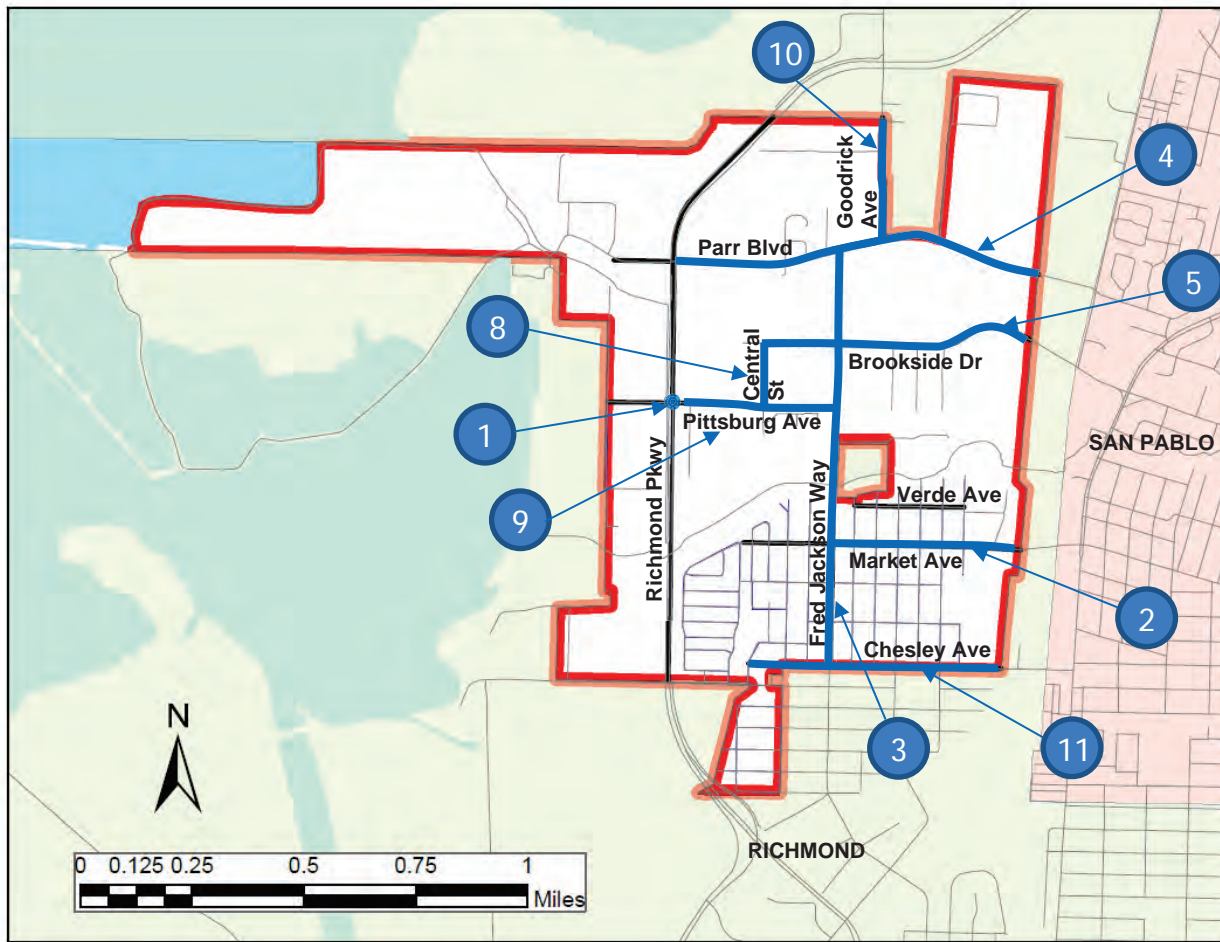 10
Goodrick
Ave
4
Parr Blvd
5
8
Central
St
Brookside Dr
1
Pittsburg Ave
SAN PABLO
9
Verde Ave
Richmond Pkwy
Fred Jackson Way
Market Ave
2
Chesley Ave
N
3
11
RICHMOND
0 0.125 0.25 0.5 0.75 1
Miles